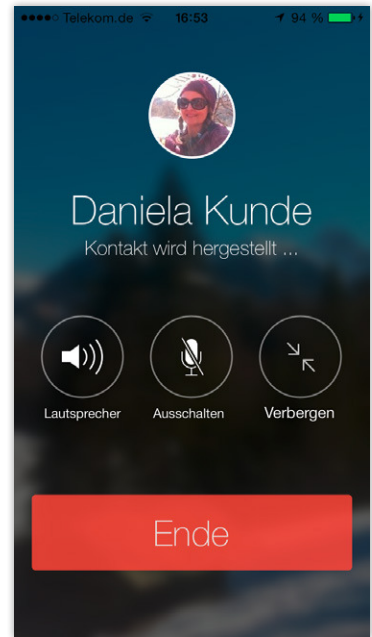 Telekom.de 16:53 94 %
Daniela Kunde
Kontakt wird hergestellt ...
Lautsprecher Ausschalten Verbergen
Ende